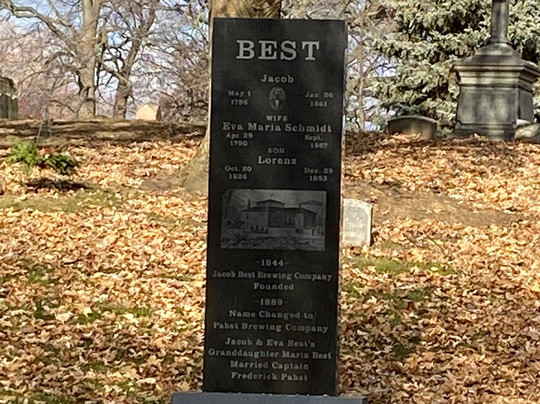 BEST
Jacob
May 1 Jan 26
1786 1861
WIFE
Eva Maria Schmidt
Apr. 29 Sept.
1790 1867
SON
Lorenz
Oct. 20 Dec. 29
1826 1853
-1844-
Jacob Best Brewing Company
Founded
-1889-
Name Changed to
Pabst Brewing Company
Jacob & Eva Best's
Granddaughter Maria Best
Married Captain
Frederick Pabst